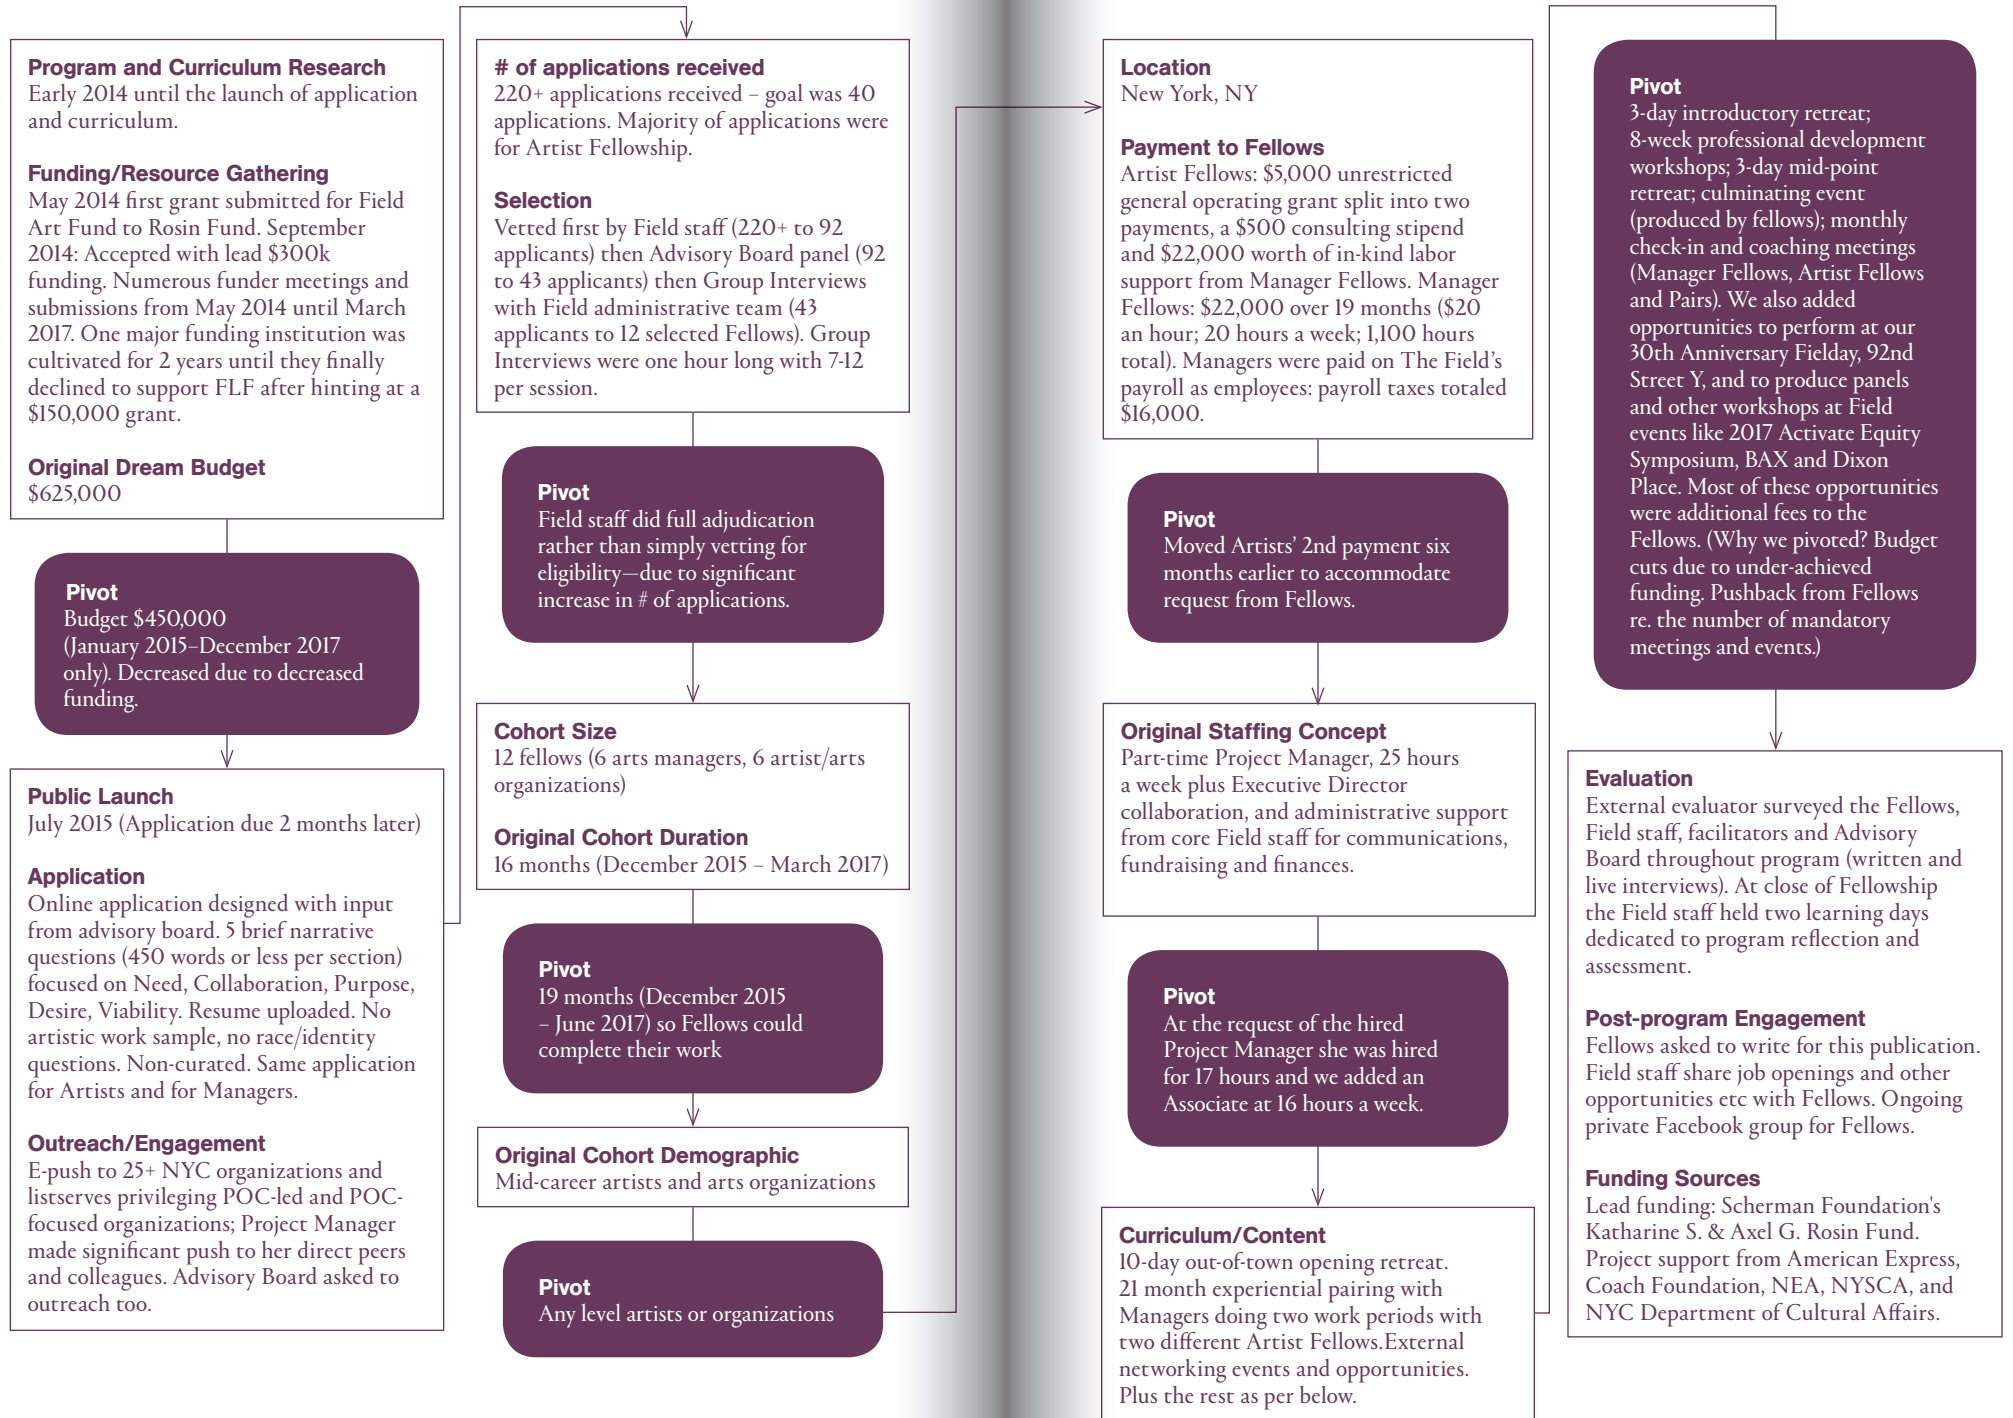 Program and Curriculum Research
Early 2014 until the launch of application
and curriculum.
Funding/Resource Gathering
May 2014 first grant submitted for Field
Art Fund to Rosin Fund. September
2014: Accepted with lead $300k
funding. Numerous funder meetings and
submissions from May 2014 until March
2017. One major funding institution was
cultivated for 2 years until they finally
declined to support FLF after hinting at a
$150,000 grant.
Original Dream Budget
$625,000
Pivot
Budget $450,000
(January 2015–December 2017
only). Decreased due to decreased
funding.
Public Launch
July 2015 (Application due 2 months later)
Application
Online application designed with input
from advisory board. 5 brief narrative
questions (450 words or less per section)
focused on Need, Collaboration, Purpose,
Desire, Viability. Resume uploaded. No
artistic work sample, no race/identity
questions. Non-curated. Same application
for Artists and for Managers.
Outreach/Engagement
E-push to 25+ NYC organizations and
listserves privileging POC-led and POC-
focused organizations; Project Manager
made significant push to her direct peers
and colleagues. Advisory Board asked to
outreach too.
# of applications received
220+ applications received – goal was 40
applications. Majority of applications were
for Artist Fellowship.
Selection
Vetted first by Field staff (220+ to 92
applicants) then Advisory Board panel (92
to 43 applicants) then Group Interviews
with Field administrative team (43
applicants to 12 selected Fellows). Group
Interviews were one hour long with 7-12
per session.
Pivot
Field staff did full adjudication
rather than simply vetting for
eligibility—due to significant
increase in # of applications.
Cohort Size
12 fellows (6 arts managers, 6 artist/arts
organizations)
Original Cohort Duration
16 months (December 2015 – March 2017)
Pivot
19 months (December 2015
– June 2017) so Fellows could
complete their work
Original Cohort Demographic
Mid-career artists and arts organizations
Pivot
Any level artists or organizations
Location
New York, NY
Payment to Fellows
Artist Fellows: $5,000 unrestricted
general operating grant split into two
payments, a $500 consulting stipend
and $22,000 worth of in-kind labor
support from Manager Fellows. Manager
Fellows: $22,000 over 19 months ($20
an hour; 20 hours a week; 1,100 hours
total). Managers were paid on The Field’s
payroll as employees: payroll taxes totaled
$16,000.
Pivot
Moved Artists’ 2nd payment six
months earlier to accommodate
request from Fellows.
Original Staffing Concept
Part-time Project Manager, 25 hours
a week plus Executive Director
collaboration, and administrative support
from core Field staff for communications,
fundraising and finances.
Pivot
At the request of the hired
Project Manager she was hired
for 17 hours and we added an
Associate at 16 hours a week.
Curriculum/Content
10-day out-of-town opening retreat.
21 month experiential pairing with
Managers doing two work periods with
two different Artist Fellows.External
networking events and opportunities.
Plus the rest as per below.
Pivot
3-day introductory retreat;
8-week professional development
workshops; 3-day mid-point
retreat; culminating event
(produced by fellows); monthly
check-in and coaching meetings
(Manager Fellows, Artist Fellows
and Pairs). We also added
opportunities to perform at our
30th Anniversary Fielday, 92nd
Street Y, and to produce panels
and other workshops at Field
events like 2017 Activate Equity
Symposium, BAX and Dixon
Place. Most of these opportunities
were additional fees to the
Fellows. (Why we pivoted? Budget
cuts due to under-achieved
funding. Pushback from Fellows
re. the number of mandatory
meetings and events.)
Evaluation
External evaluator surveyed the Fellows,
Field staff, facilitators and Advisory
Board throughout program (written and
live interviews). At close of Fellowship
the Field staff held two learning days
dedicated to program reflection and
assessment.
Post-program Engagement
Fellows asked to write for this publication.
Field staff share job openings and other
opportunities etc with Fellows. Ongoing
private Facebook group for Fellows.
Funding Sources
Lead funding: Scherman Foundation's
Katharine S. & Axel G. Rosin Fund.
Project support from American Express,
Coach Foundation, NEA, NYSCA, and
NYC Department of Cultural Affairs.